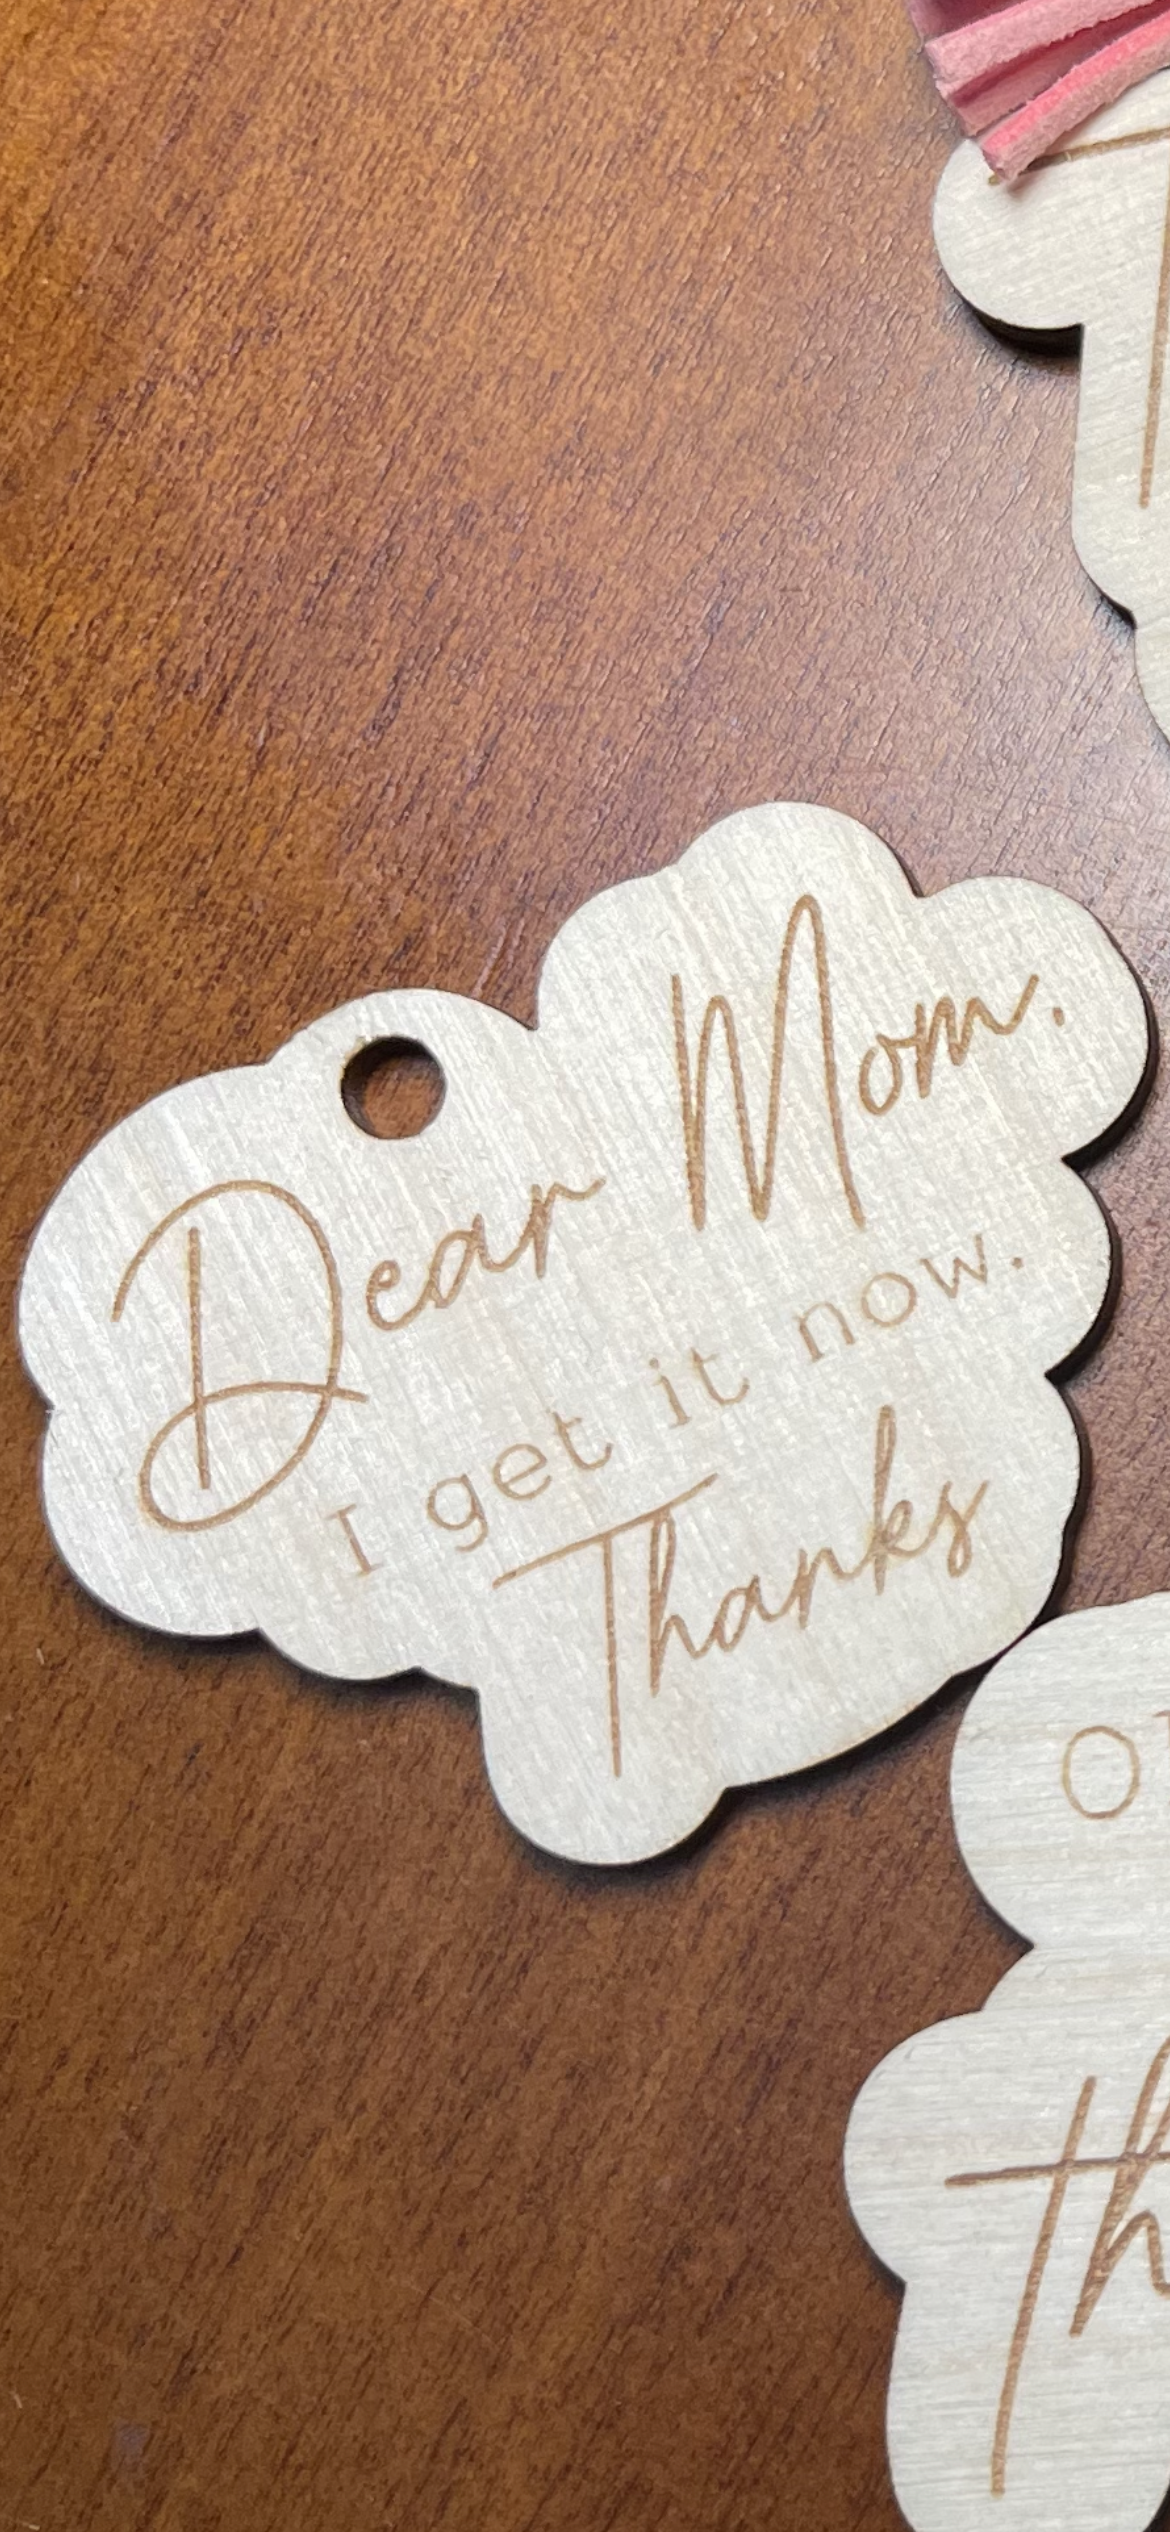 Dear Mom.
I get it now.
Thanks